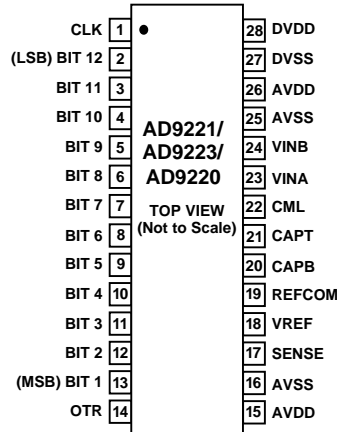 CLK 1 28 DVDD
(LSB) BIT 12 2 27 DVSS
BIT 11 3 26 AVDD
BIT 10 4 25 AVSS
BIT 9 5 24 VINB
BIT 8 6 23 VINA
BIT 7 7 22 CML
BIT 6 8 21 CAPT
BIT 5 9 20 CAPB
BIT 4 10 19 REFCOM
BIT 3 11 18 VREF
BIT 2 12 17 SENSE
(MSB) BIT 1 13 16 AVSS
OTR 14 15 AVDD
AD9221/
AD9223/
AD9220
TOP VIEW
(Not to Scale)